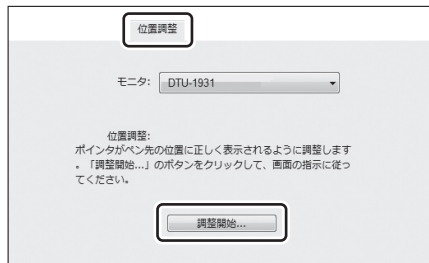 位置調整
モニタ: DTU-1931
位置調整:
ポインタがペン先の位置に正しく表示されるように調整します
。「調整開始...」のボタンをクリックして、画面の指示に従っ
てください。
調整開始...